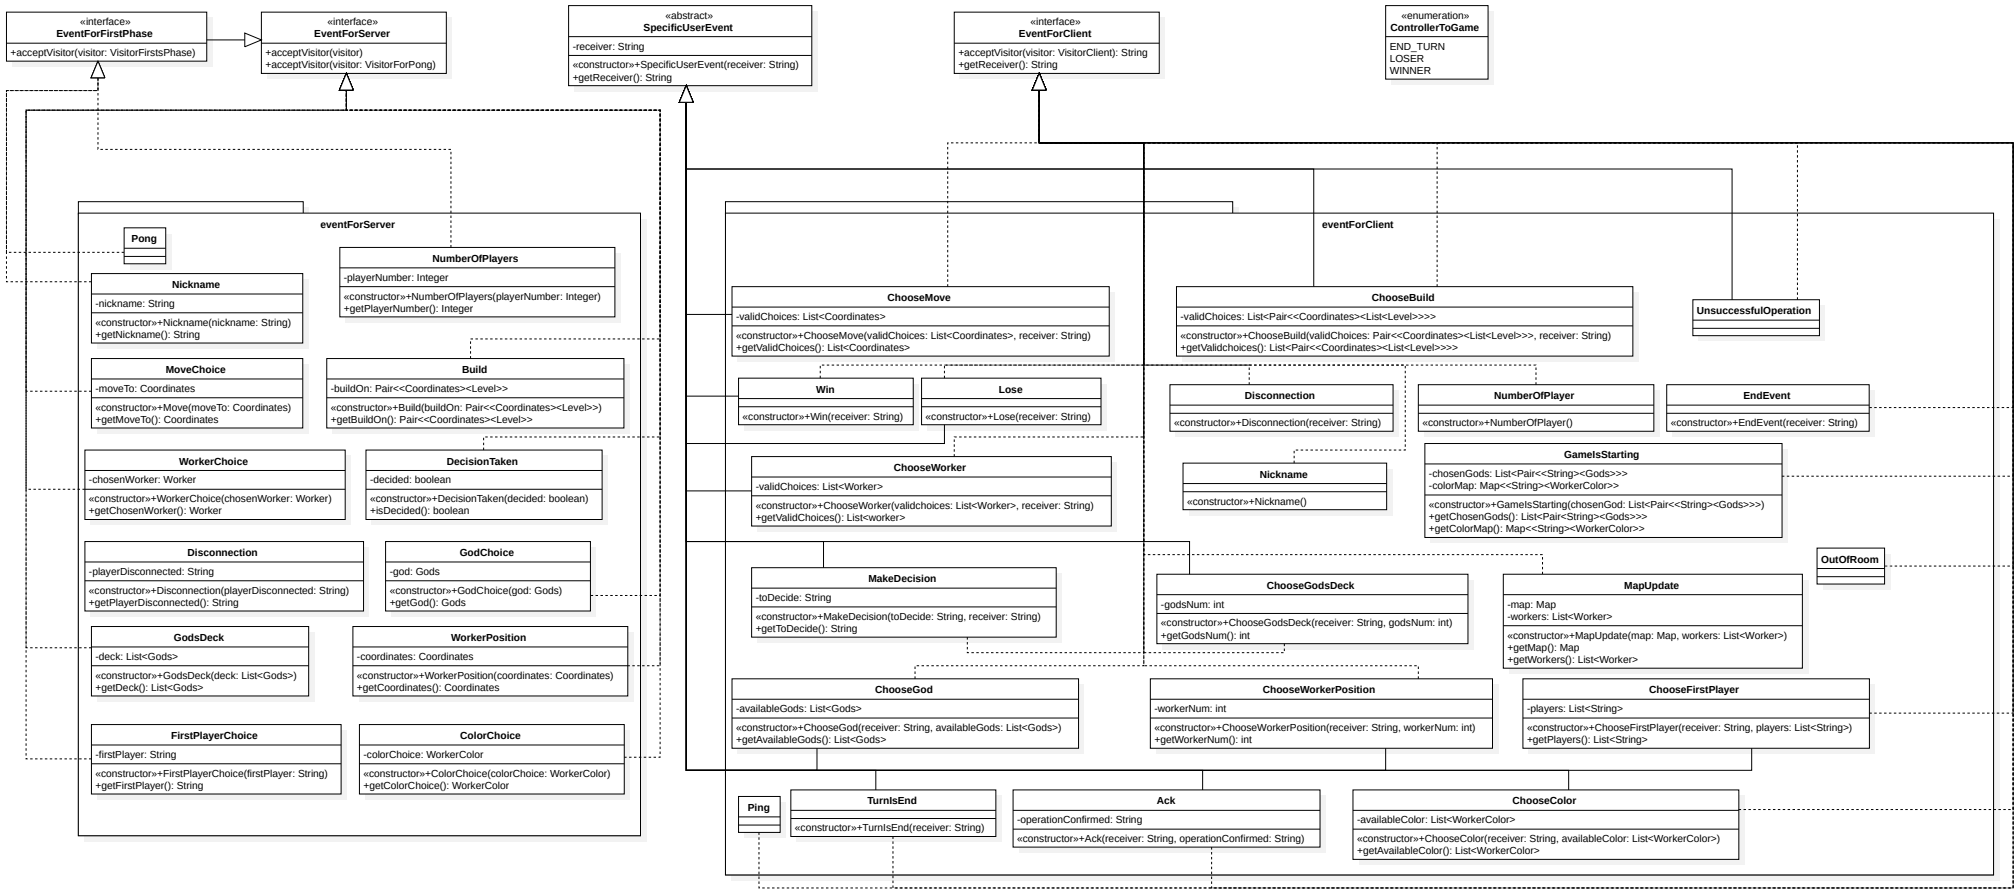 «interface»
EventForFirstPhase
+acceptVisitor(visitor: VisitorFirstsPhase)
«interface»
EventForServer
+acceptVisitor(visitor)
+acceptVisitor(visitor: VisitorForPong)
«abstract»
SpecificUserEvent
-receiver: String
«constructor»+SpecificUserEvent(receiver: String)
+getReceiver(): String
«interface»
EventForClient
+acceptVisitor(visitor: VisitorClient): String
+getReceiver(): String
«enumeration»
ControllerToGame
END_TURN
LOSER
WINNER
eventForServer
Pong
NumberOfPlayers
-playerNumber: Integer
«constructor»+NumberOfPlayers(playerNumber: Integer)
+getPlayerNumber(): Integer
Nickname
-nickname: String
«constructor»+Nickname(nickname: String)
+getNickname(): String
MoveChoice
-moveTo: Coordinates
«constructor»+Move(moveTo: Coordinates)
+getMoveTo(): Coordinates
Build
-buildOn: Pair<<Coordinates><Level>>
«constructor»+Build(buildOn: Pair<<Coordinates><Level>>)
+getBuildOn(): Pair<<Coordinates><Level>>
WorkerChoice
-chosenWorker: Worker
«constructor»+WorkerChoice(chosenWorker: Worker)
+getChosenWorker(): Worker
DecisionTaken
-decided: boolean
«constructor»+DecisionTaken(decided: boolean)
+isDecided(): boolean
Disconnection
-playerDisconnected: String
«constructor»+Disconnection(playerDisconnected: String)
+getPlayerDisconnected(): String
GodChoice
-god: Gods
«constructor»+GodChoice(god: Gods)
+getGod(): Gods
GodsDeck
-deck: List<Gods>
«constructor»+GodsDeck(deck: List<Gods>)
+getDeck(): List<Gods>
WorkerPosition
-coordinates: Coordinates
«constructor»+WorkerPosition(coordinates: Coordinates)
+getCoordinates(): Coordinates
FirstPlayerChoice
-firstPlayer: String
«constructor»+FirstPlayerChoice(firstPlayer: String)
+getFirstPlayer(): String
ColorChoice
-colorChoice: WorkerColor
«constructor»+ColorChoice(colorChoice: WorkerColor)
+getColorChoice(): WorkerColor
eventForClient
ChooseMove
-validChoices: List<Coordinates>
«constructor»+ChooseMove(validChoices: List<Coordinates>, receiver: String)
+getValidChoices(): List<Coordinates>
ChooseBuild
-validChoices: List<Pair<<Coordinates><List<Level>>>>
«constructor»+ChooseBuild(validChoices: Pair<<Coordinates><List<Level>>>, receiver: String)
+getValidchoices(): List<Pair<<Coordinates><List<Level>>>>
UnsuccessfulOperation
Win
«constructor»+Win(receiver: String)
Lose
«constructor»+Lose(receiver: String)
Disconnection
«constructor»+Disconnection(receiver: String)
NumberOfPlayer
«constructor»+NumberOfPlayer()
EndEvent
«constructor»+EndEvent(receiver: String)
ChooseWorker
-validChoices: List<Worker>
«constructor»+ChooseWorker(validchoices: List<Worker>, receiver: String)
+getValidChoices(): List<worker>
Nickname
«constructor»+Nickname()
GameIsStarting
-chosenGods: List<Pair<<String><Gods>>>
-colorMap: Map<<String><WorkerColor>>
«constructor»+GameIsStarting(chosenGod: List<Pair<<String><Gods>>>)
+getChosenGods(): List<Pair<String><Gods>>>
+getColorMap(): Map<<String><WorkerColor>>
OutOfRoom
MakeDecision
-toDecide: String
«constructor»+MakeDecision(toDecide: String, receiver: String)
+getToDecide(): String
ChooseGodsDeck
-godsNum: int
«constructor»+ChooseGodsDeck(receiver: String, godsNum: int)
+getGodsNum(): int
MapUpdate
-map: Map
-workers: List<Worker>
«constructor»+MapUpdate(map: Map, workers: List<Worker>)
+getMap(): Map
+getWorkers(): List<Worker>
ChooseGod
-availableGods: List<Gods>
«constructor»+ChooseGod(receiver: String, availableGods: List<Gods>)
+getAvailableGods(): List<Gods>
ChooseWorkerPosition
-workerNum: int
«constructor»+ChooseWorkerPosition(receiver: String, workerNum: int)
+getWorkerNum(): int
ChooseFirstPlayer
-players: List<String>
«constructor»+ChooseFirstPlayer(receiver: String, players: List<String>)
+getPlayers(): List<String>
Ping
TurnIsEnd
«constructor»+TurnIsEnd(receiver: String)
Ack
-operationConfirmed: String
«constructor»+Ack(receiver: String, operationConfirmed: String)
ChooseColor
-availableColor: List<WorkerColor>
«constructor»+ChooseColor(receiver: String, availableColor: List<WorkerColor>)
+getAvailableColor(): List<WorkerColor>